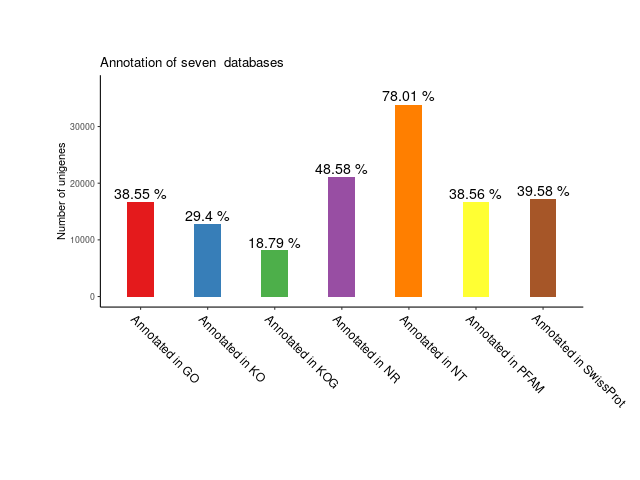 Annotation of seven  databases
Number of unigenes
30000
20000
10000
0
38.55 %
29.4 %
18.79 %
48.58 %
78.01 %
38.56 %
39.58 %
Annotated in GO
Annotated in KO
Annotated in KOG
Annotated in NR
Annotated in NT
Annotated in PFAM
Annotated in SwissProt